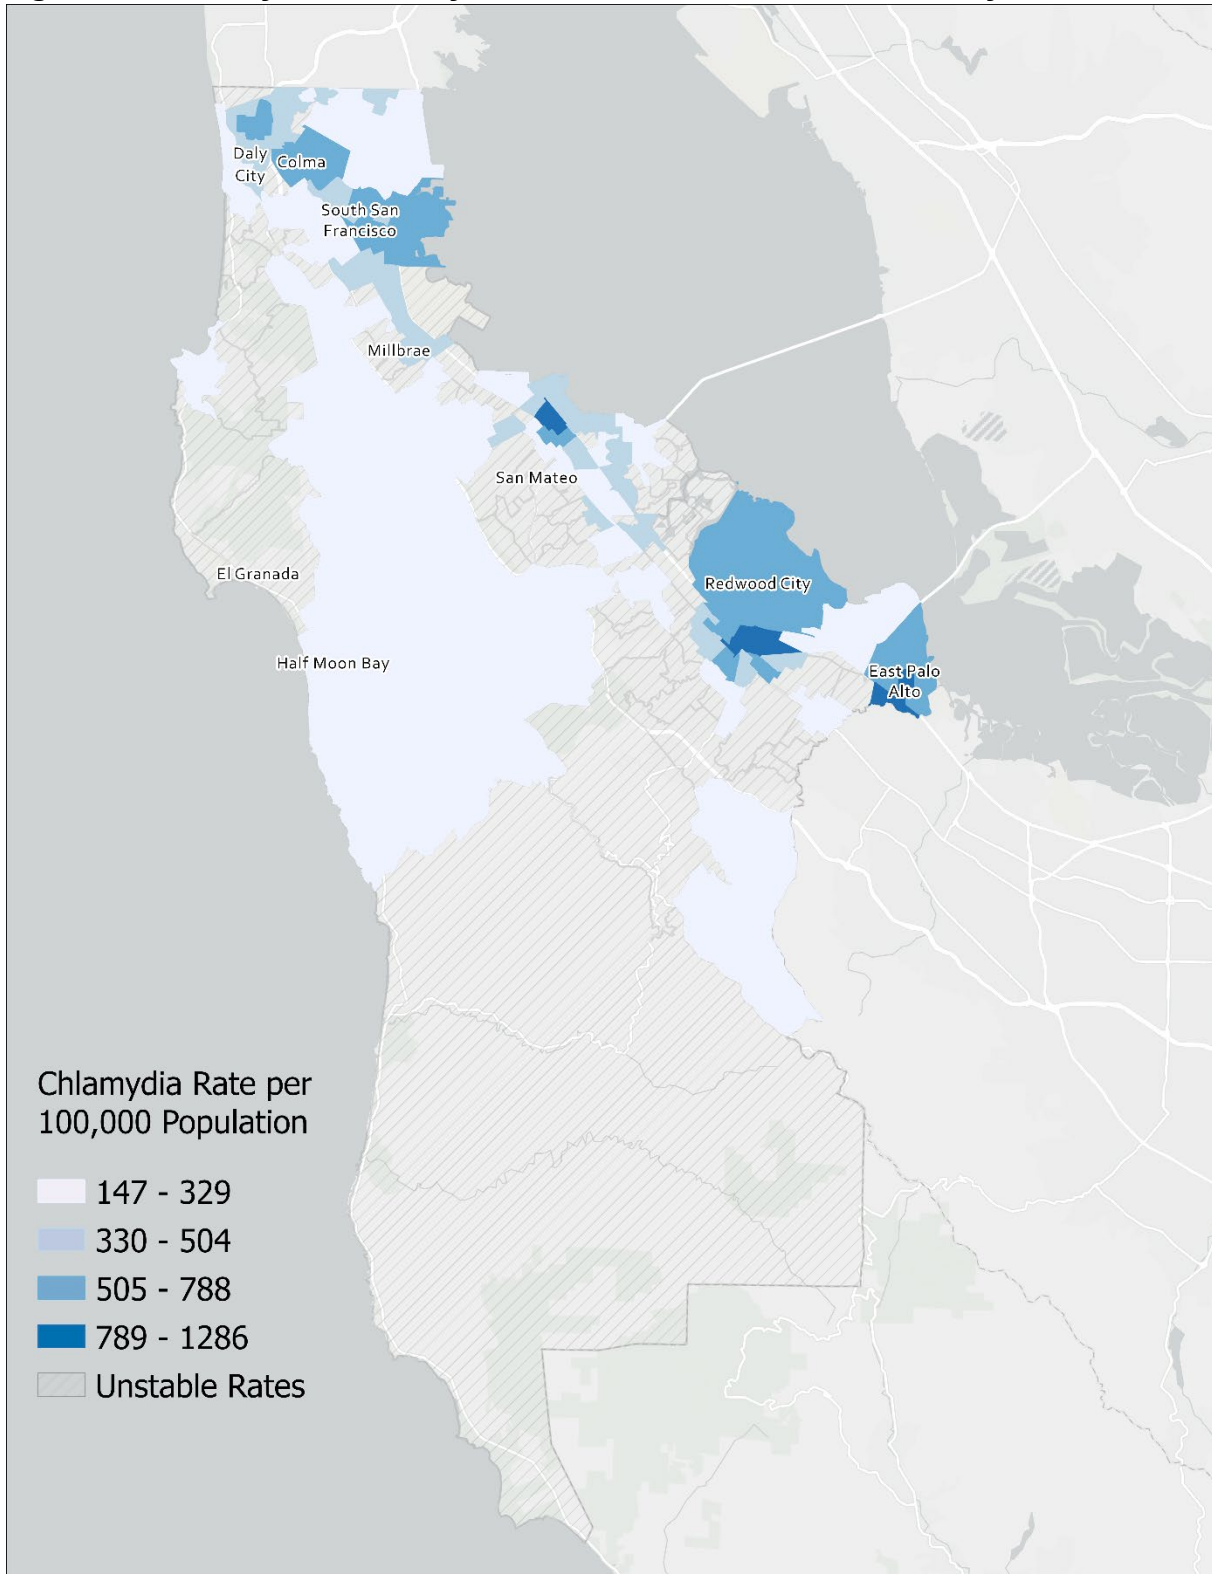 Daly
City
Colma
South San
Francisco
Millbrae
San Mateo
El Granada
Redwood City
Half Moon Bay
East Palo
Alto
Chlamydia Rate per
100,000 Population
147 - 329
330 - 504
505 - 788
789 - 1286
Unstable Rates